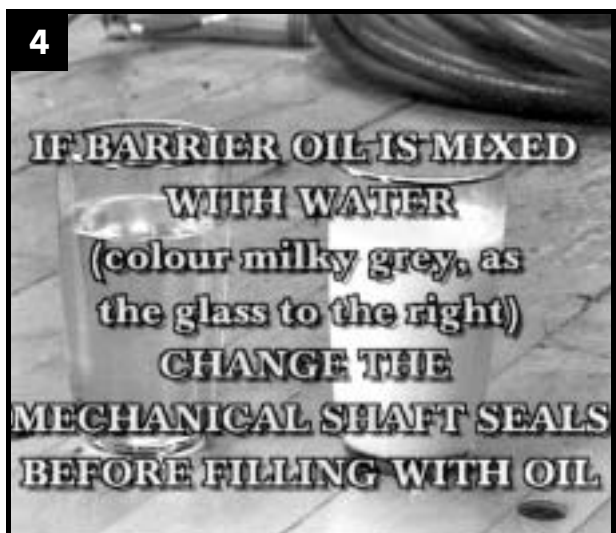 4
IF BARRIER OIL IS MIXED
WITH WATER
(colour milky grey, as
the glass to the right)
CHANGE THE
MECHANICAL SHAFT SEALS
BEFORE FILLING WITH OIL